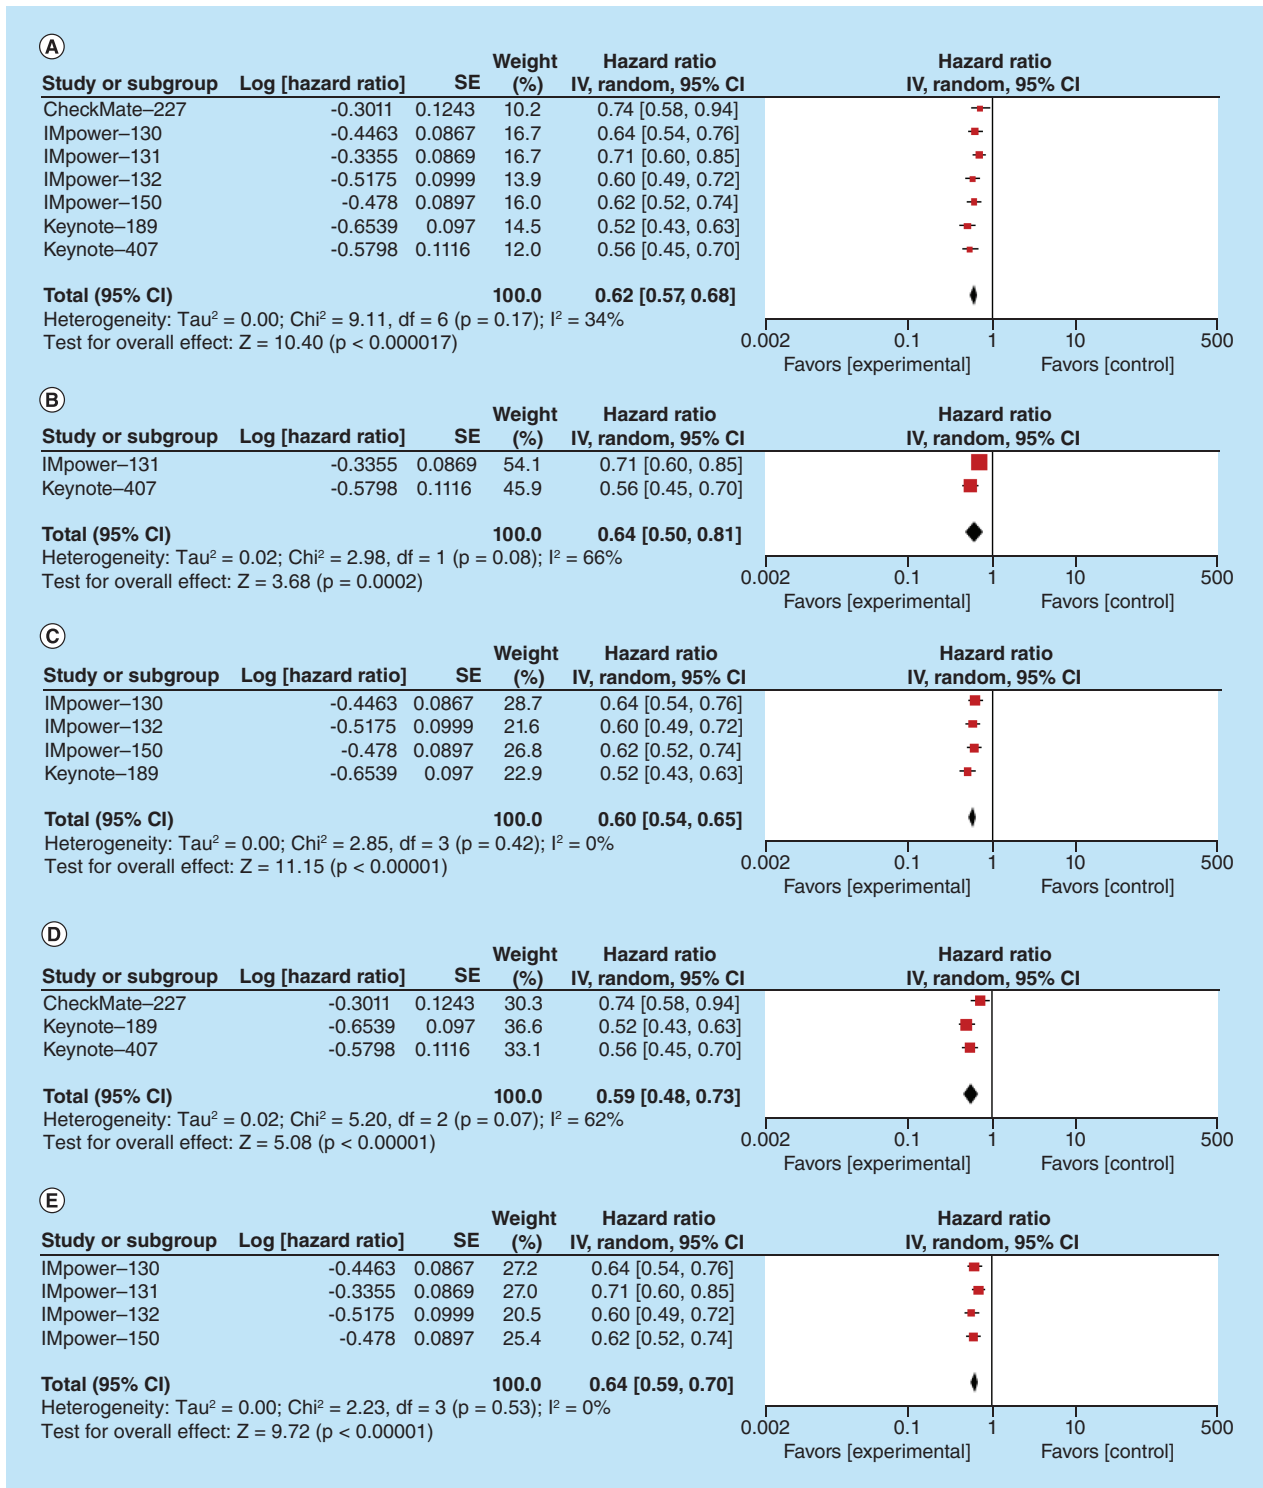 A
Weight Hazard ratio Hazard ratio
Study or subgroup Log [hazard ratio] SE (%) IV, random, 95% CI IV, random, 95% CI
CheckMate–227 -0.3011 0.1243 10.2 0.74 [0.58, 0.94]
IMpower–130 -0.4463 0.0867 16.7 0.64 [0.54, 0.76]
IMpower–131 -0.3355 0.0869 16.7 0.71 [0.60, 0.85]
IMpower–132 -0.5175 0.0999 13.9 0.60 [0.49, 0.72]
IMpower–150 -0.478 0.0897 16.0 0.62 [0.52, 0.74]
Keynote–189 -0.6539 0.097 14.5 0.52 [0.43, 0.63]
Keynote–407 -0.5798 0.1116 12.0 0.56 [0.45, 0.70]
Total (95% CI) 100.0 0.62 [0.57, 0.68]
Heterogeneity: Tau² = 0.00; Chi² = 9.11, df = 6 (p = 0.17); I² = 34%
Test for overall effect: Z = 10.40 (p < 0.000017)
0.002 0.1 1 10 500
Favors [experimental] Favors [control]
B
Weight Hazard ratio Hazard ratio
Study or subgroup Log [hazard ratio] SE (%) IV, random, 95% CI IV, random, 95% CI
IMpower–131 -0.3355 0.0869 54.1 0.71 [0.60, 0.85]
Keynote–407 -0.5798 0.1116 45.9 0.56 [0.45, 0.70]
Total (95% CI) 100.0 0.64 [0.50, 0.81]
Heterogeneity: Tau² = 0.02; Chi² = 2.98, df = 1 (p = 0.08); I² = 66%
Test for overall effect: Z = 3.68 (p = 0.0002)
0.002 0.1 1 10 500
Favors [experimental] Favors [control]
C
Weight Hazard ratio Hazard ratio
Study or subgroup Log [hazard ratio] SE (%) IV, random, 95% CI IV, random, 95% CI
IMpower–130 -0.4463 0.0867 28.7 0.64 [0.54, 0.76]
IMpower–132 -0.5175 0.0999 21.6 0.60 [0.49, 0.72]
IMpower–150 -0.478 0.0897 26.8 0.62 [0.52, 0.74]
Keynote–189 -0.6539 0.097 22.9 0.52 [0.43, 0.63]
Total (95% CI) 100.0 0.60 [0.54, 0.65]
Heterogeneity: Tau² = 0.00; Chi² = 2.85, df = 3 (p = 0.42); I² = 0%
Test for overall effect: Z = 11.15 (p < 0.00001)
0.002 0.1 1 10 500
Favors [experimental] Favors [control]
D
Weight Hazard ratio Hazard ratio
Study or subgroup Log [hazard ratio] SE (%) IV, random, 95% CI IV, random, 95% CI
CheckMate–227 -0.3011 0.1243 30.3 0.74 [0.58, 0.94]
Keynote–189 -0.6539 0.097 36.6 0.52 [0.43, 0.63]
Keynote–407 -0.5798 0.1116 33.1 0.56 [0.45, 0.70]
Total (95% CI) 100.0 0.59 [0.48, 0.73]
Heterogeneity: Tau² = 0.02; Chi² = 5.20, df = 2 (p = 0.07); I² = 62%
Test for overall effect: Z = 5.08 (p < 0.00001)
0.002 0.1 1 10 500
Favors [experimental] Favors [control]
E
Weight Hazard ratio Hazard ratio
Study or subgroup Log [hazard ratio] SE (%) IV, random, 95% CI IV, random, 95% CI
IMpower–130 -0.4463 0.0867 27.2 0.64 [0.54, 0.76]
IMpower–131 -0.3355 0.0869 27.0 0.71 [0.60, 0.85]
IMpower–132 -0.5175 0.0999 20.5 0.60 [0.49, 0.72]
IMpower–150 -0.478 0.0897 25.4 0.62 [0.52, 0.74]
Total (95% CI) 100.0 0.64 [0.59, 0.70]
Heterogeneity: Tau² = 0.00; Chi² = 2.23, df = 3 (p = 0.53); I² = 0%
Test for overall effect: Z = 9.72 (p < 0.00001)
0.002 0.1 1 10 500
Favors [experimental] Favors [control]